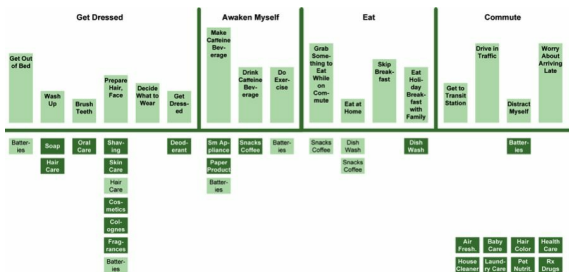 Get Dressed
Awaken Myself
Eat
Commute
Get Out
of Bed
Wash
Up
Brush
Teeth
Prepare
Hair,
Face
Decide
What to
Wear
Get
Dress-
ed
Make
Caffeine
Bev-
erage
Drink
Caffeine
Bev-
erage
Do
Exer-
cise
Grab
Some-
thing to
Eat
While
on
Com-
mute
Eat at
Home
Skip
Break-
fast
Eat
Holi-
day
Break-
fast with
Family
Get to
Transit
Station
Drive in
Traffic
Distract
Myself
Worry
About
Arriving
Late
Batter-
ies
Soap
Hair
Care
Oral
Care
Shav-
ing
Skin
Care
Hair
Care
Cos-
metics
Col-
ognes
Frag-
rances
Batter-
ies
Deod-
erant
Sm Ap-
pliance
Paper
Product
Batter-
ies
Snacks
Coffee
Batter-
ies
Snacks
Coffee
Dish
Wash
Snacks
Coffee
Dish
Wash
Batter-
ies
Air
Fresh.
Baby
Care
Hair
Color
Health
Care
House
Cleaner
Laund-
ry Care
Pet
Nutrit.
Rx
Drugs